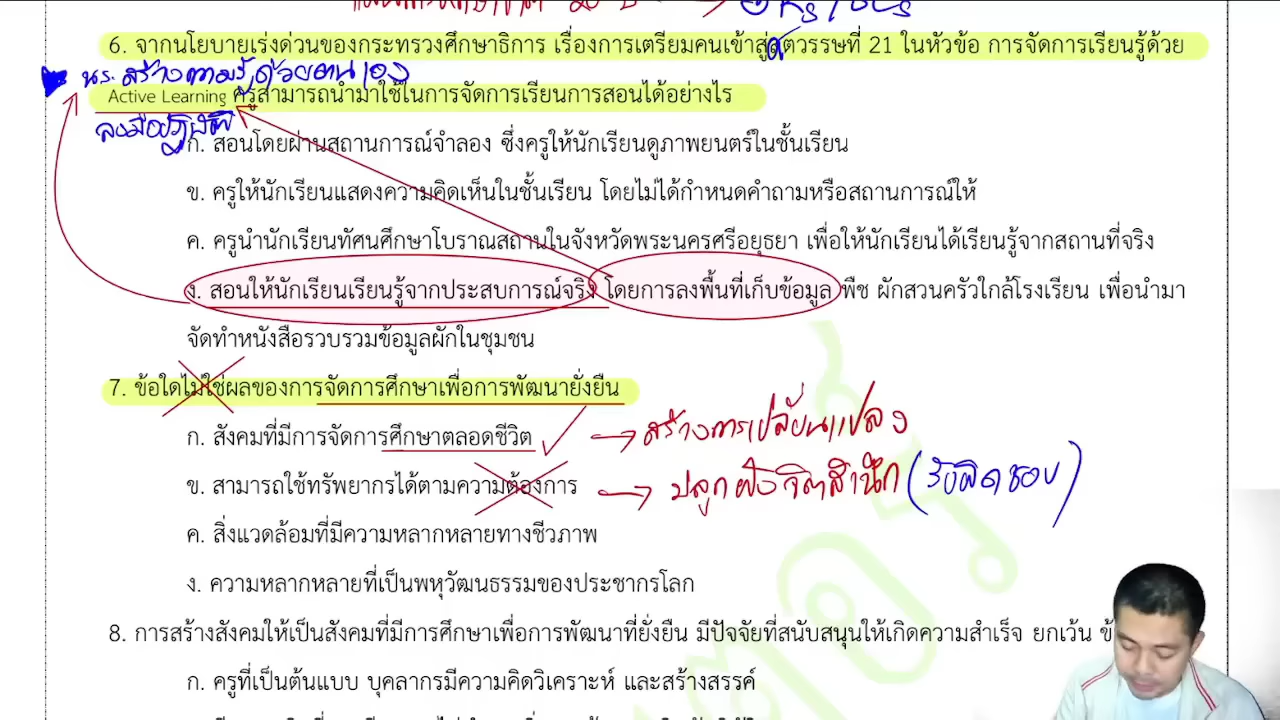 6. จากนโยบายเร่งด่วนของกระทรวงศึกษาธิการ เรื่องการเตรียมคนเข้าสู่ศตวรรษที่ 21 ในหัวข้อ การจัดการเรียนรู้ด้วย
นร. สร้างความรู้ด้วยตนเอง
Active Learning ครูสามารถนำมาใช้ในการจัดการเรียนการสอนได้อย่างไร
ลงมือปฏิบัติ
ก. สอนโดยผ่านสถานการณ์จำลอง ซึ่งครูให้นักเรียนดูภาพยนตร์ในชั้นเรียน
ข. ครูให้นักเรียนแสดงความคิดเห็นในชั้นเรียน โดยไม่ได้กำหนดคำถามหรือสถานการณ์ให้
ค. ครูนำนักเรียนทัศนศึกษาโบราณสถานในจังหวัดพระนครศรีอยุธยา เพื่อให้นักเรียนได้เรียนรู้จากสถานที่จริง
ง. สอนให้นักเรียนเรียนรู้จากประสบการณ์จริง โดยการลงพื้นที่เก็บข้อมูล พืช ผักสวนครัวใกล้โรงเรียน เพื่อนำมา
จัดทำหนังสือรวบรวมข้อมูลผักในชุมชน
7. ข้อใดไม่ใช่ผลของการจัดการศึกษาเพื่อการพัฒนายั่งยืน
ก. สังคมที่มีการจัดการศึกษาตลอดชีวิต → สร้างการเปลี่ยนแปลง
ข. สามารถใช้ทรัพยากรได้ตามความต้องการ → ปลูกฝังจิตสำนึก (รับผิดชอบ)
ค. สิ่งแวดล้อมที่มีความหลากหลายทางชีวภาพ
ง. ความหลากหลายที่เป็นพหุวัฒนธรรมของประชากรโลก
8. การสร้างสังคมให้เป็นสังคมที่มีการศึกษาเพื่อการพัฒนาที่ยั่งยืน มีปัจจัยที่สนับสนุนให้เกิดความสำเร็จ ยกเว้น
ก. ครูที่เป็นต้นแบบ บุคลากรมีความคิดวิเคราะห์ และสร้างสรรค์